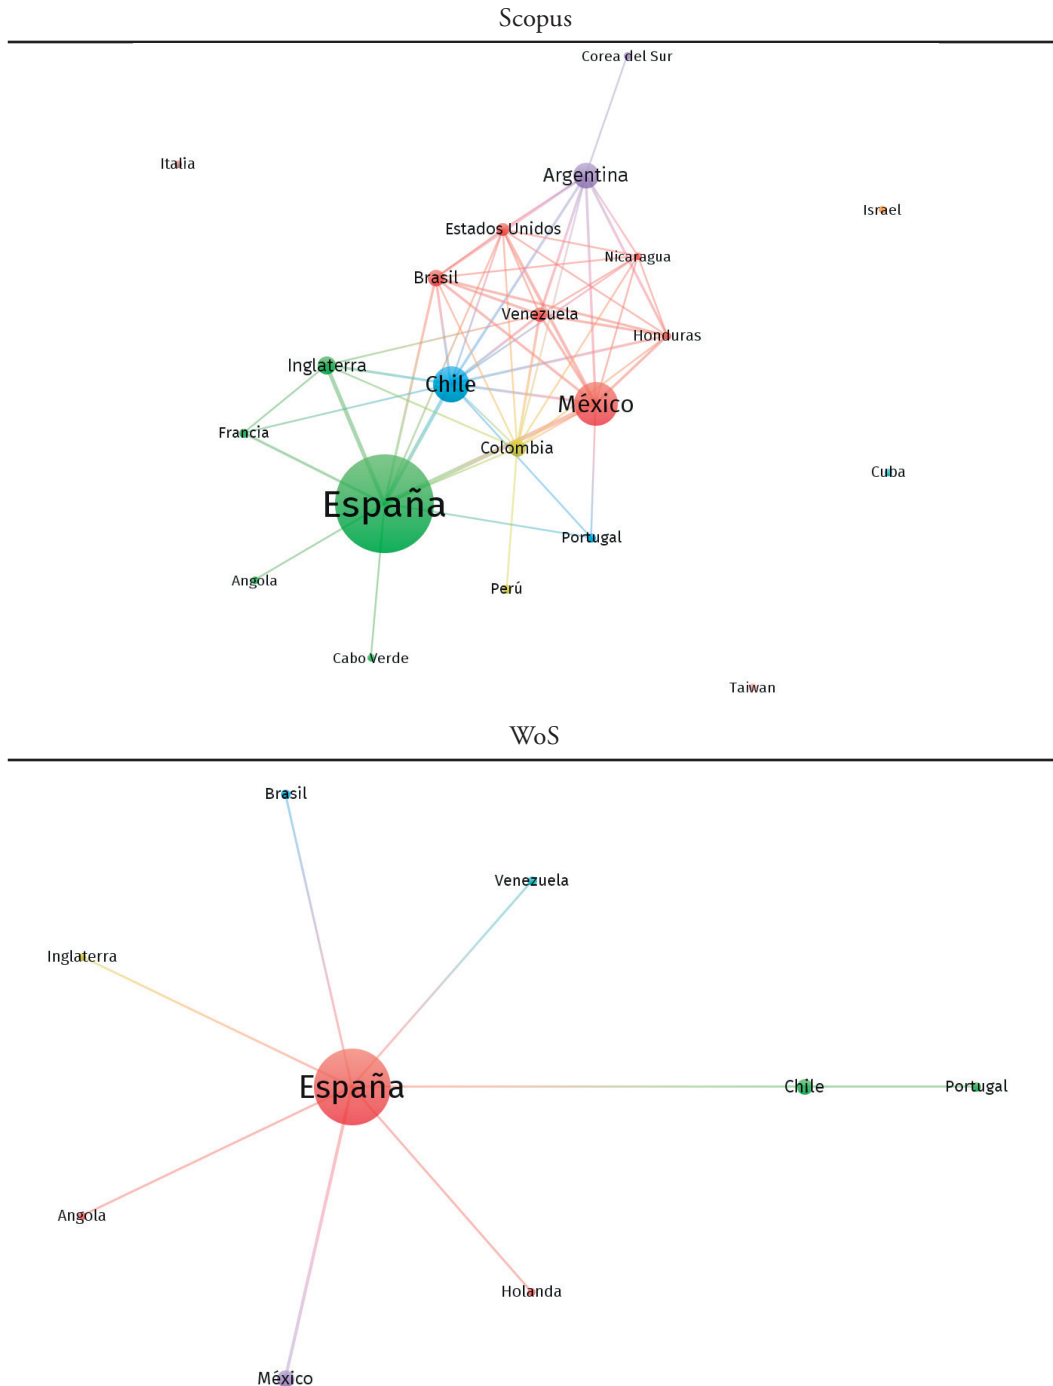 Scopus
Corea del Sur
Italia
Argentina
Israel
Estados Unidos
Nicaragua
Brasil
Venezuela
Honduras
Inglaterra
Chile
México
Francia
Colombia
Cuba
España
Portugal
Angola
Perú
Cabo Verde
Taiwan
WoS
Brasil
Venezuela
Inglaterra
España
Chile
Portugal
Angola
Holanda
México